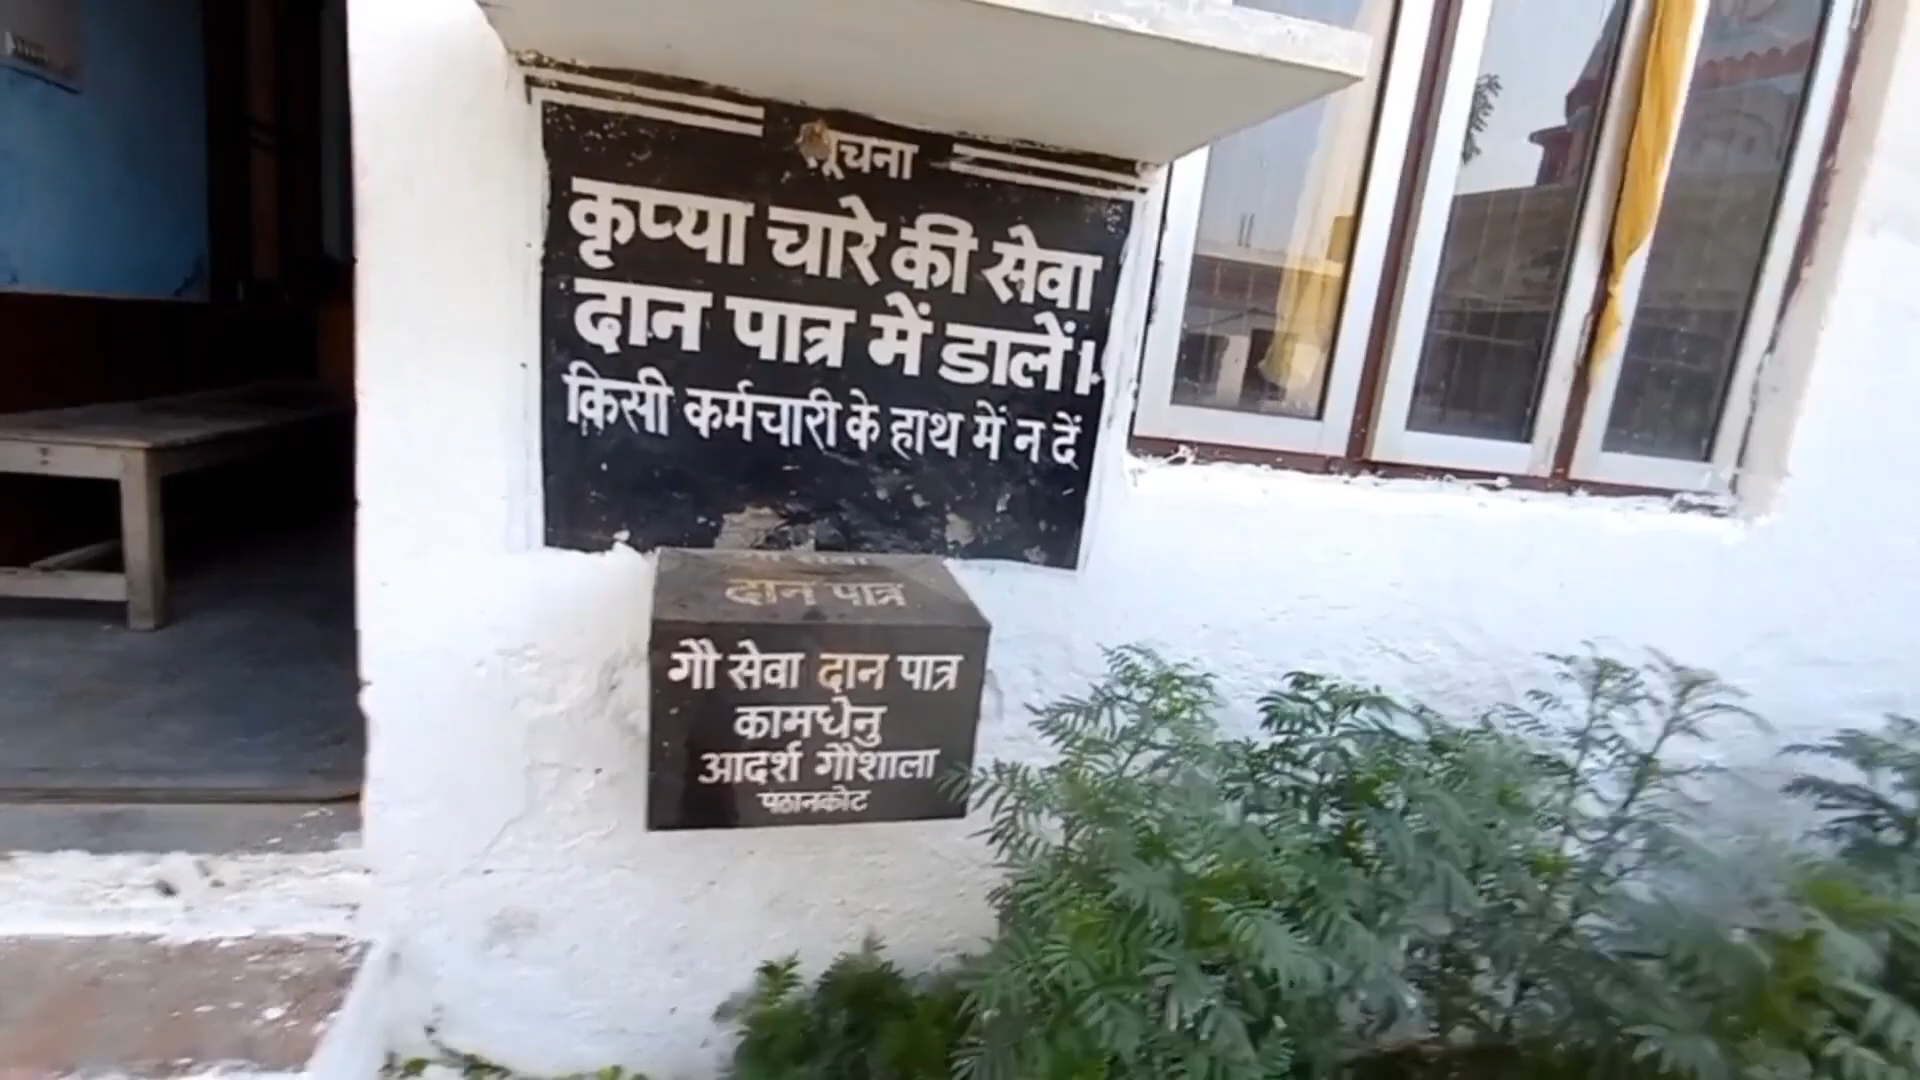 सूचना
कृप्या चारे की सेवा
दान पात्र में डालें।
किसी कर्मचारी के हाथ में न दें
दान पात्र
गौ सेवा दान पात्र
कामधेनु
आदर्श गौशाला
पठानकोट